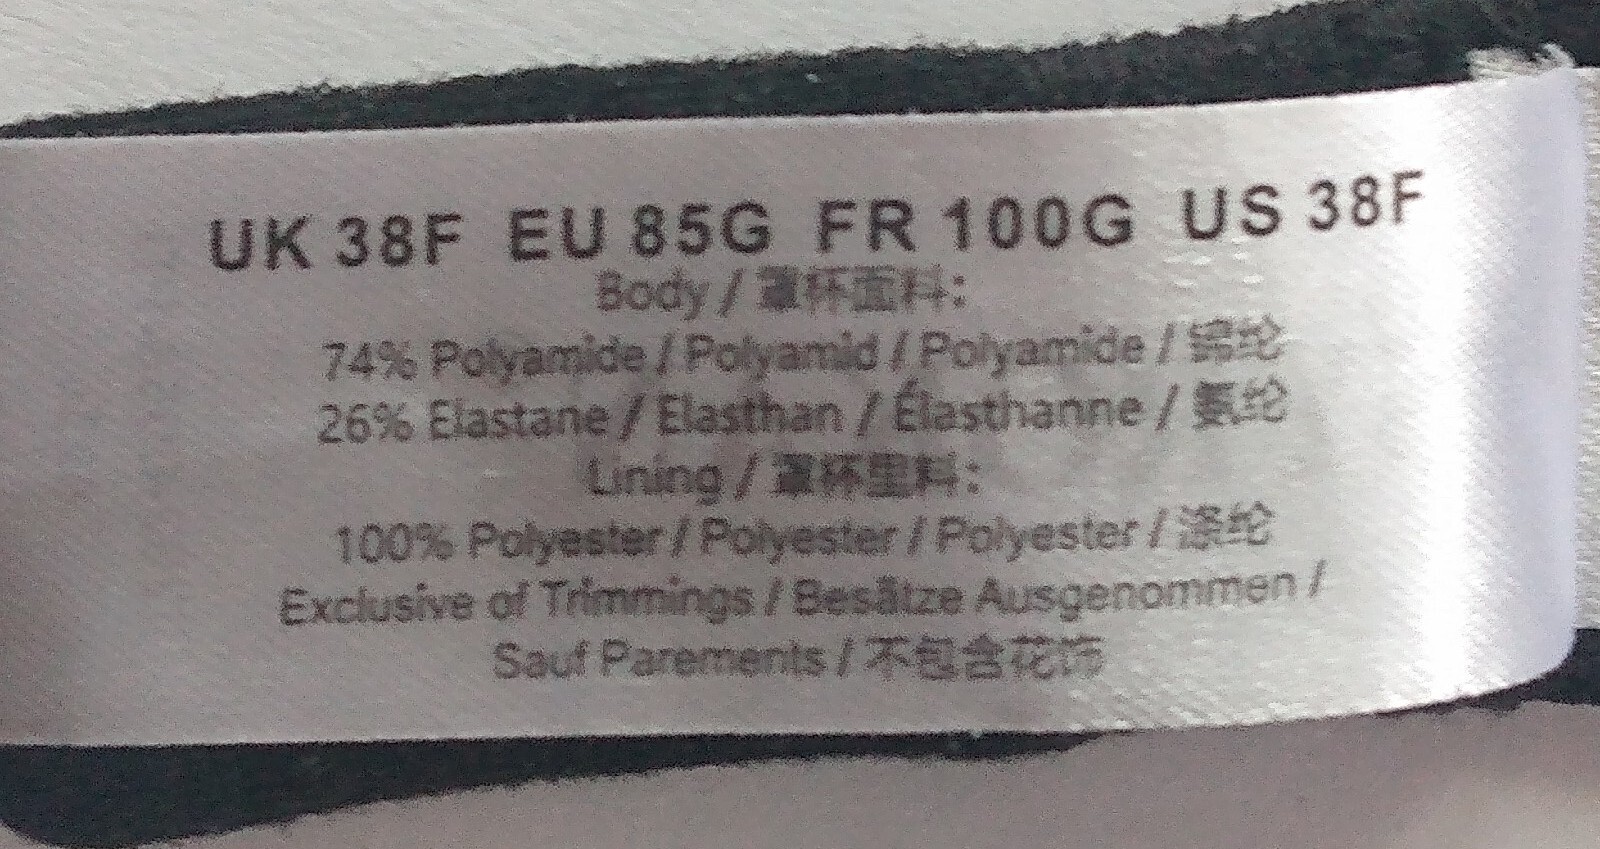 UK 38F EU 85G FR 100G US 38F
Body / 罩杯面料:
74% Polyamide / Polyamid / Polyamide / 锦纶
26% Elastane / Elasthan / Élasthanne / 氨纶
Lining / 罩杯里料:
100% Polyester / Polyester / Polyester / 涤纶
Exclusive of Trimmings / Besätze Ausgenommen /
Sauf Parements / 不包含花饰